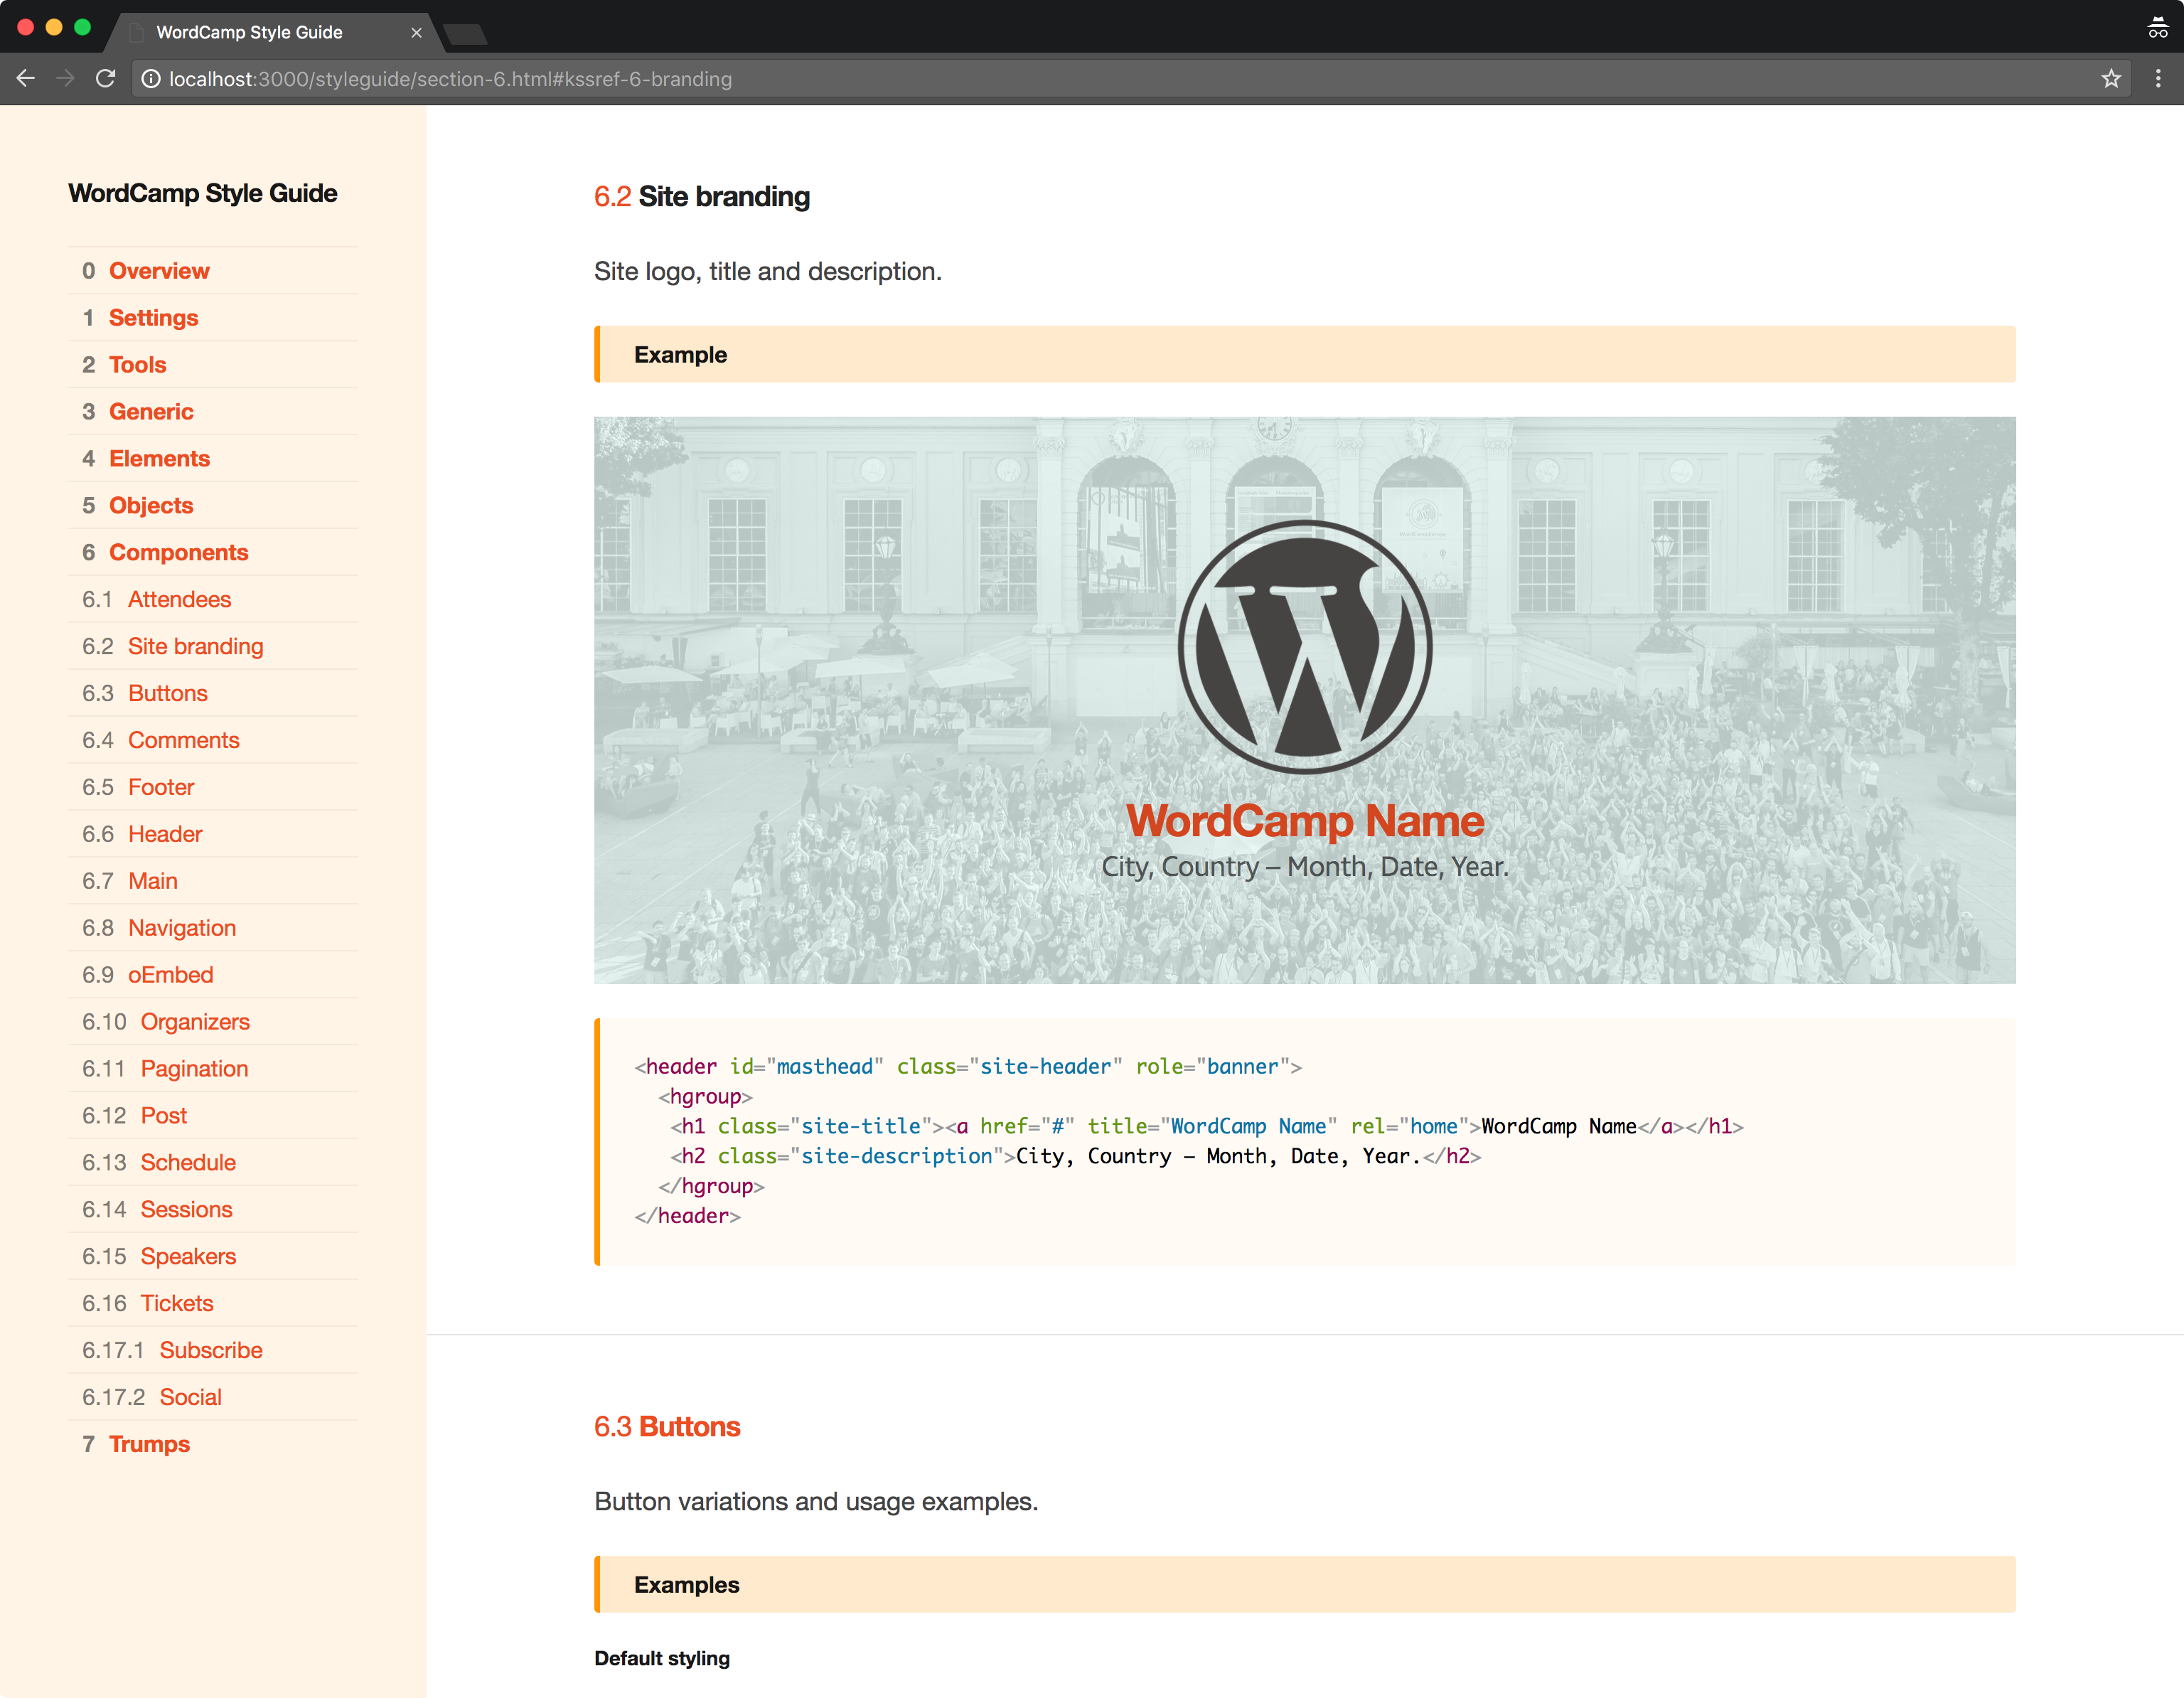 WordCamp Style Guide
localhost:3000/styleguide/section-6.html#kssref-6-branding
WordCamp Style Guide
0 Overview
1 Settings
2 Tools
3 Generic
4 Elements
5 Objects
6 Components
6.1 Attendees
6.2 Site branding
6.3 Buttons
6.4 Comments
6.5 Footer
6.6 Header
6.7 Main
6.8 Navigation
6.9 oEmbed
6.10 Organizers
6.11 Pagination
6.12 Post
6.13 Schedule
6.14 Sessions
6.15 Speakers
6.16 Tickets
6.17.1 Subscribe
6.17.2 Social
7 Trumps
6.2 Site branding
Site logo, title and description.
Example
WordCamp Name
City, Country – Month, Date, Year.
<header id="masthead" class="site-header" role="banner">
<hgroup>
<h1 class="site-title"><a href="#" title="WordCamp Name" rel="home">WordCamp Name</a></h1>
<h2 class="site-description">City, Country – Month, Date, Year.</h2>
</hgroup>
</header>
6.3 Buttons
Button variations and usage examples.
Examples
Default styling